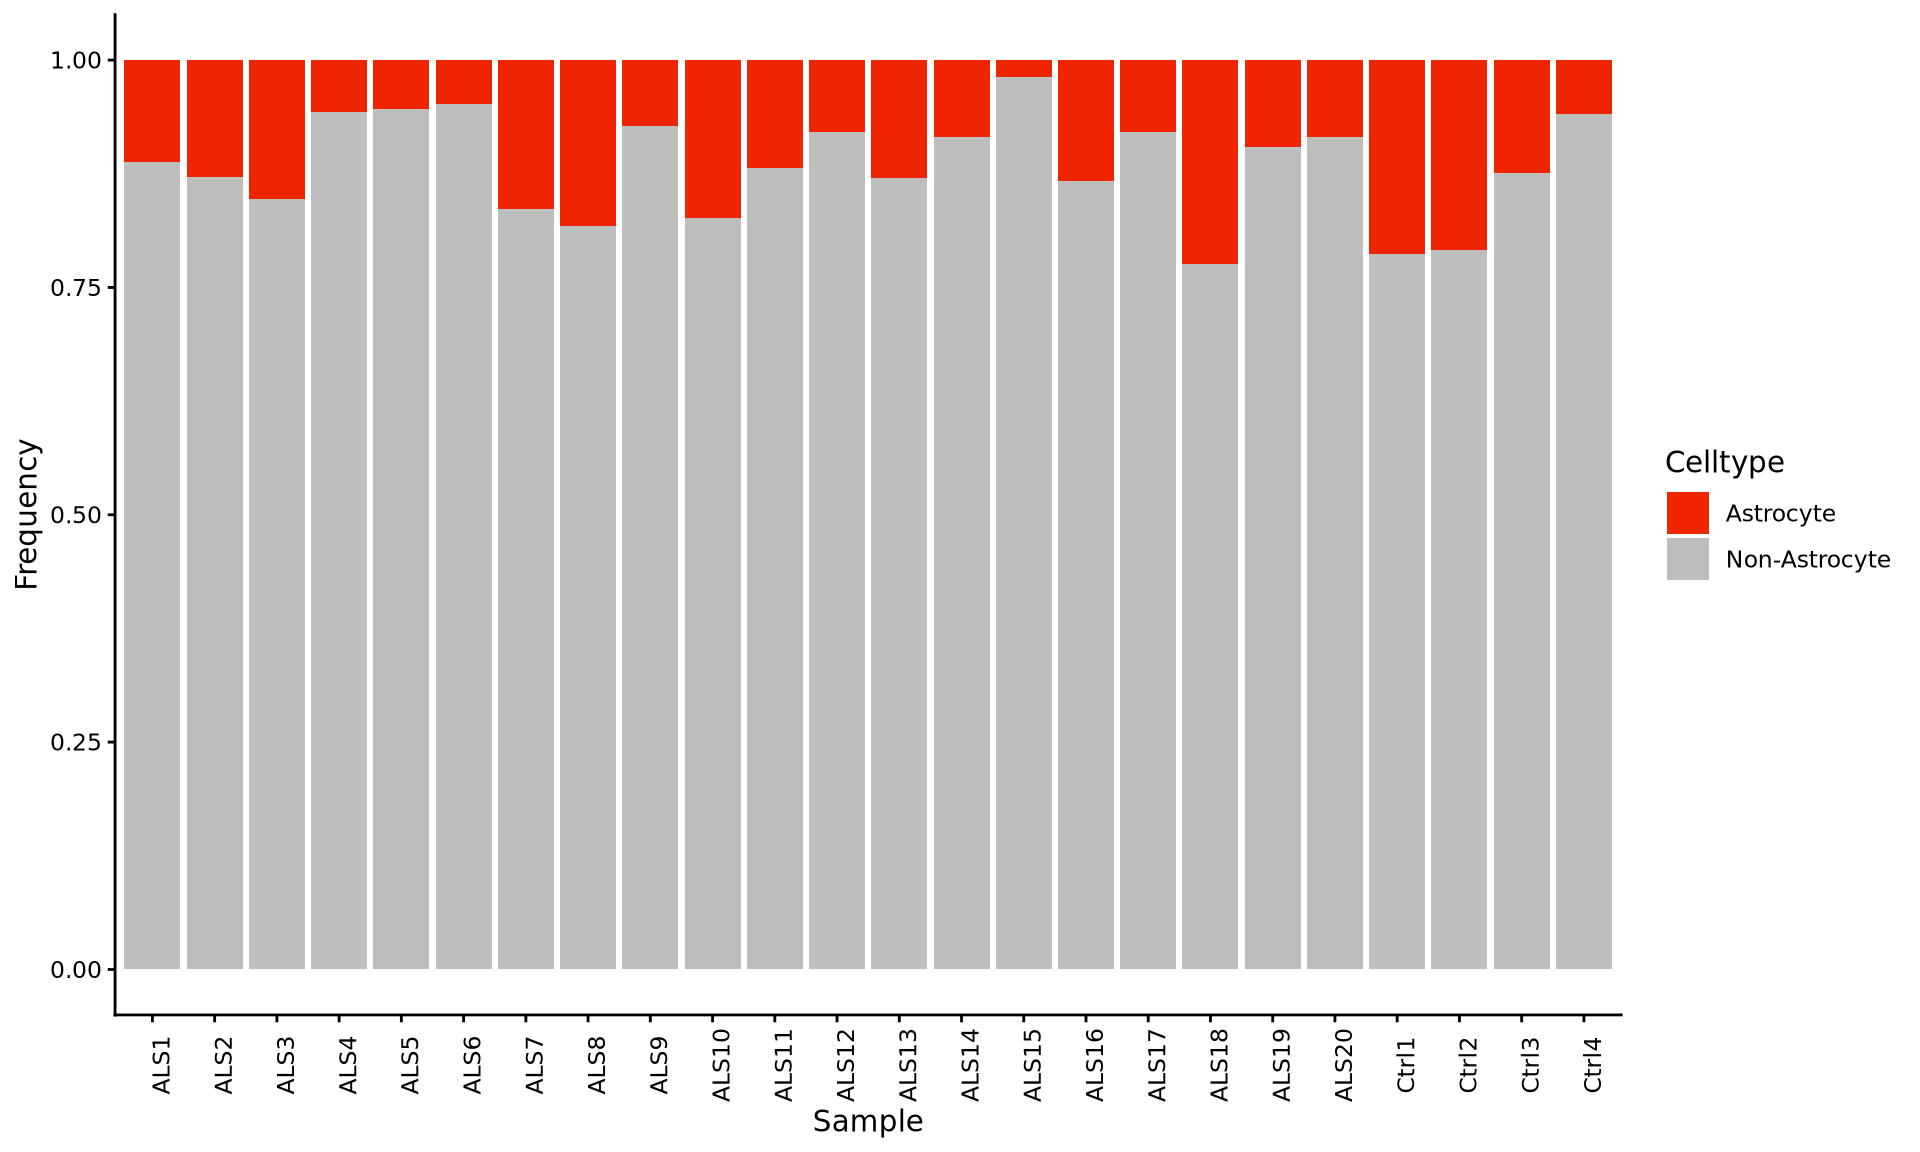 1.00
0.75
0.50
0.25
0.00
Frequency
ALS1
ALS2
ALS3
ALS4
ALS5
ALS6
ALS7
ALS8
ALS9
ALS10
ALS11
ALS12
ALS13
ALS14
ALS15
ALS16
ALS17
ALS18
ALS19
ALS20
Ctrl1
Ctrl2
Ctrl3
Ctrl4
Sample
Celltype
Astrocyte
Non-Astrocyte